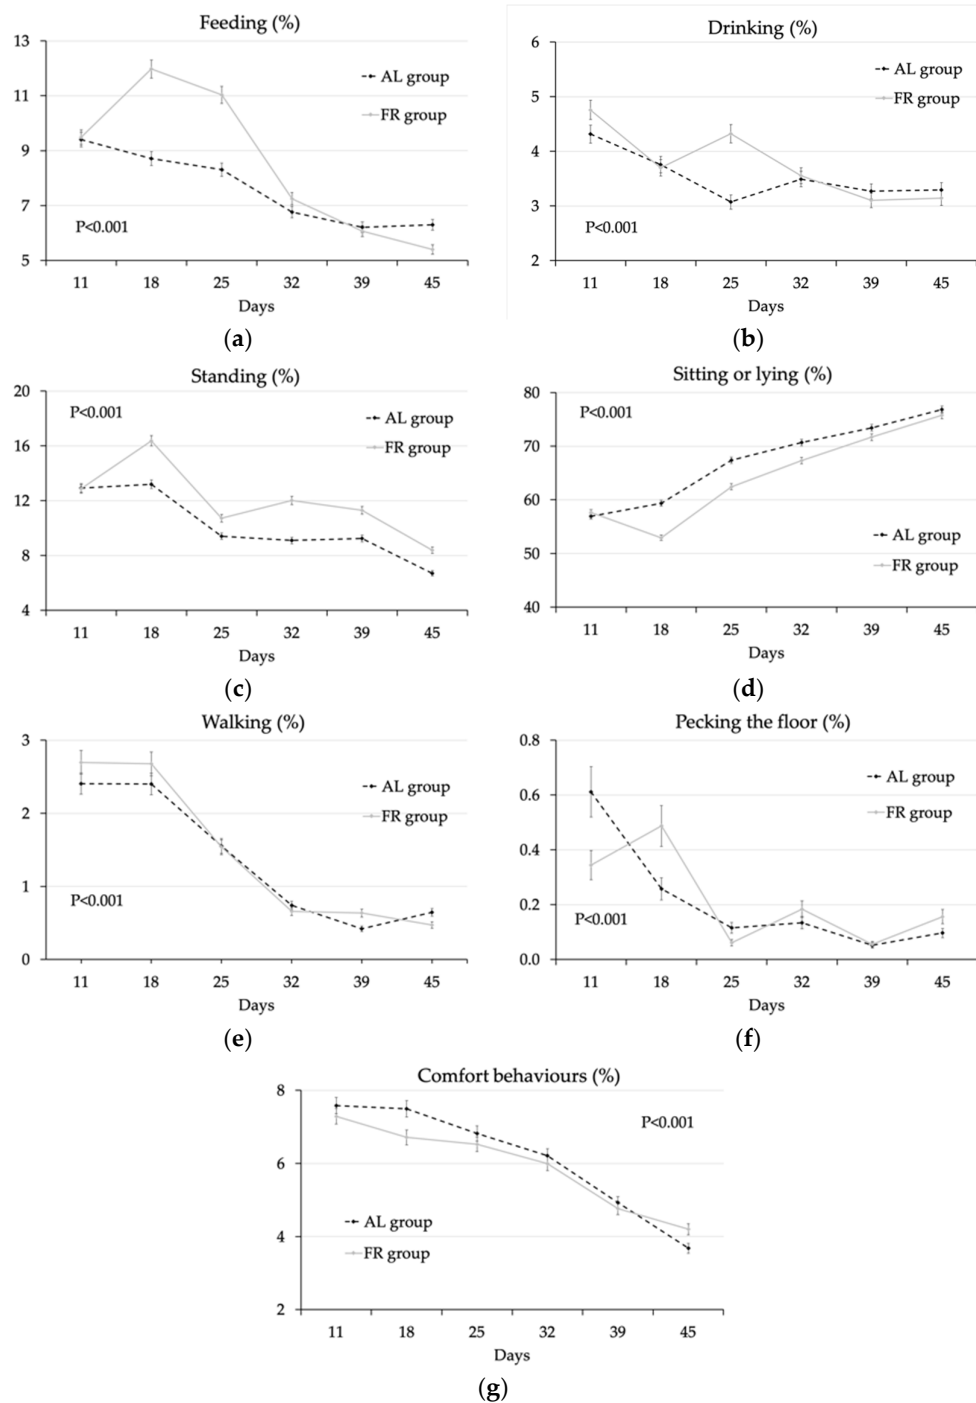 Feeding (%)
13
11
9
7
5
AL group
FR group
P<0.001
11 18 25 32 39 45
Days
(a)
Drinking (%)
6
5
4
3
2
AL group
FR group
P<0.001
11 18 25 32 39 45
Days
(b)
Standing (%)
20
16
12
8
4
P<0.001
AL group
FR group
11 18 25 32 39 45
Days
(c)
Sitting or lying (%)
80
70
60
50
40
P<0.001
AL group
FR group
11 18 25 32 39 45
Days
(d)
Walking (%)
3
2
1
0
AL group
FR group
P<0.001
11 18 25 32 39 45
Days
(e)
Pecking the floor (%)
0.8
0.6
0.4
0.2
0.0
AL group
FR group
P<0.001
11 18 25 32 39 45
Days
(f)
Comfort behaviours (%)
8
6
4
2
P<0.001
AL group
FR group
11 18 25 32 39 45
Days
(g)